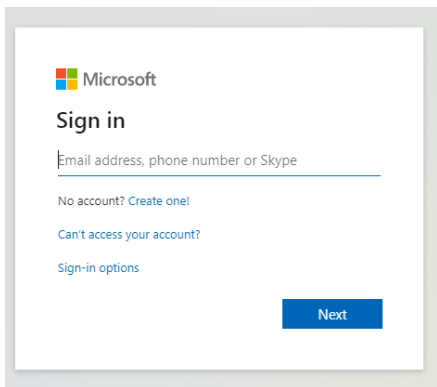 Microsoft
Sign in
Email address, phone number or Skype
No account? Create one!
Can't access your account?
Sign-in options
Next